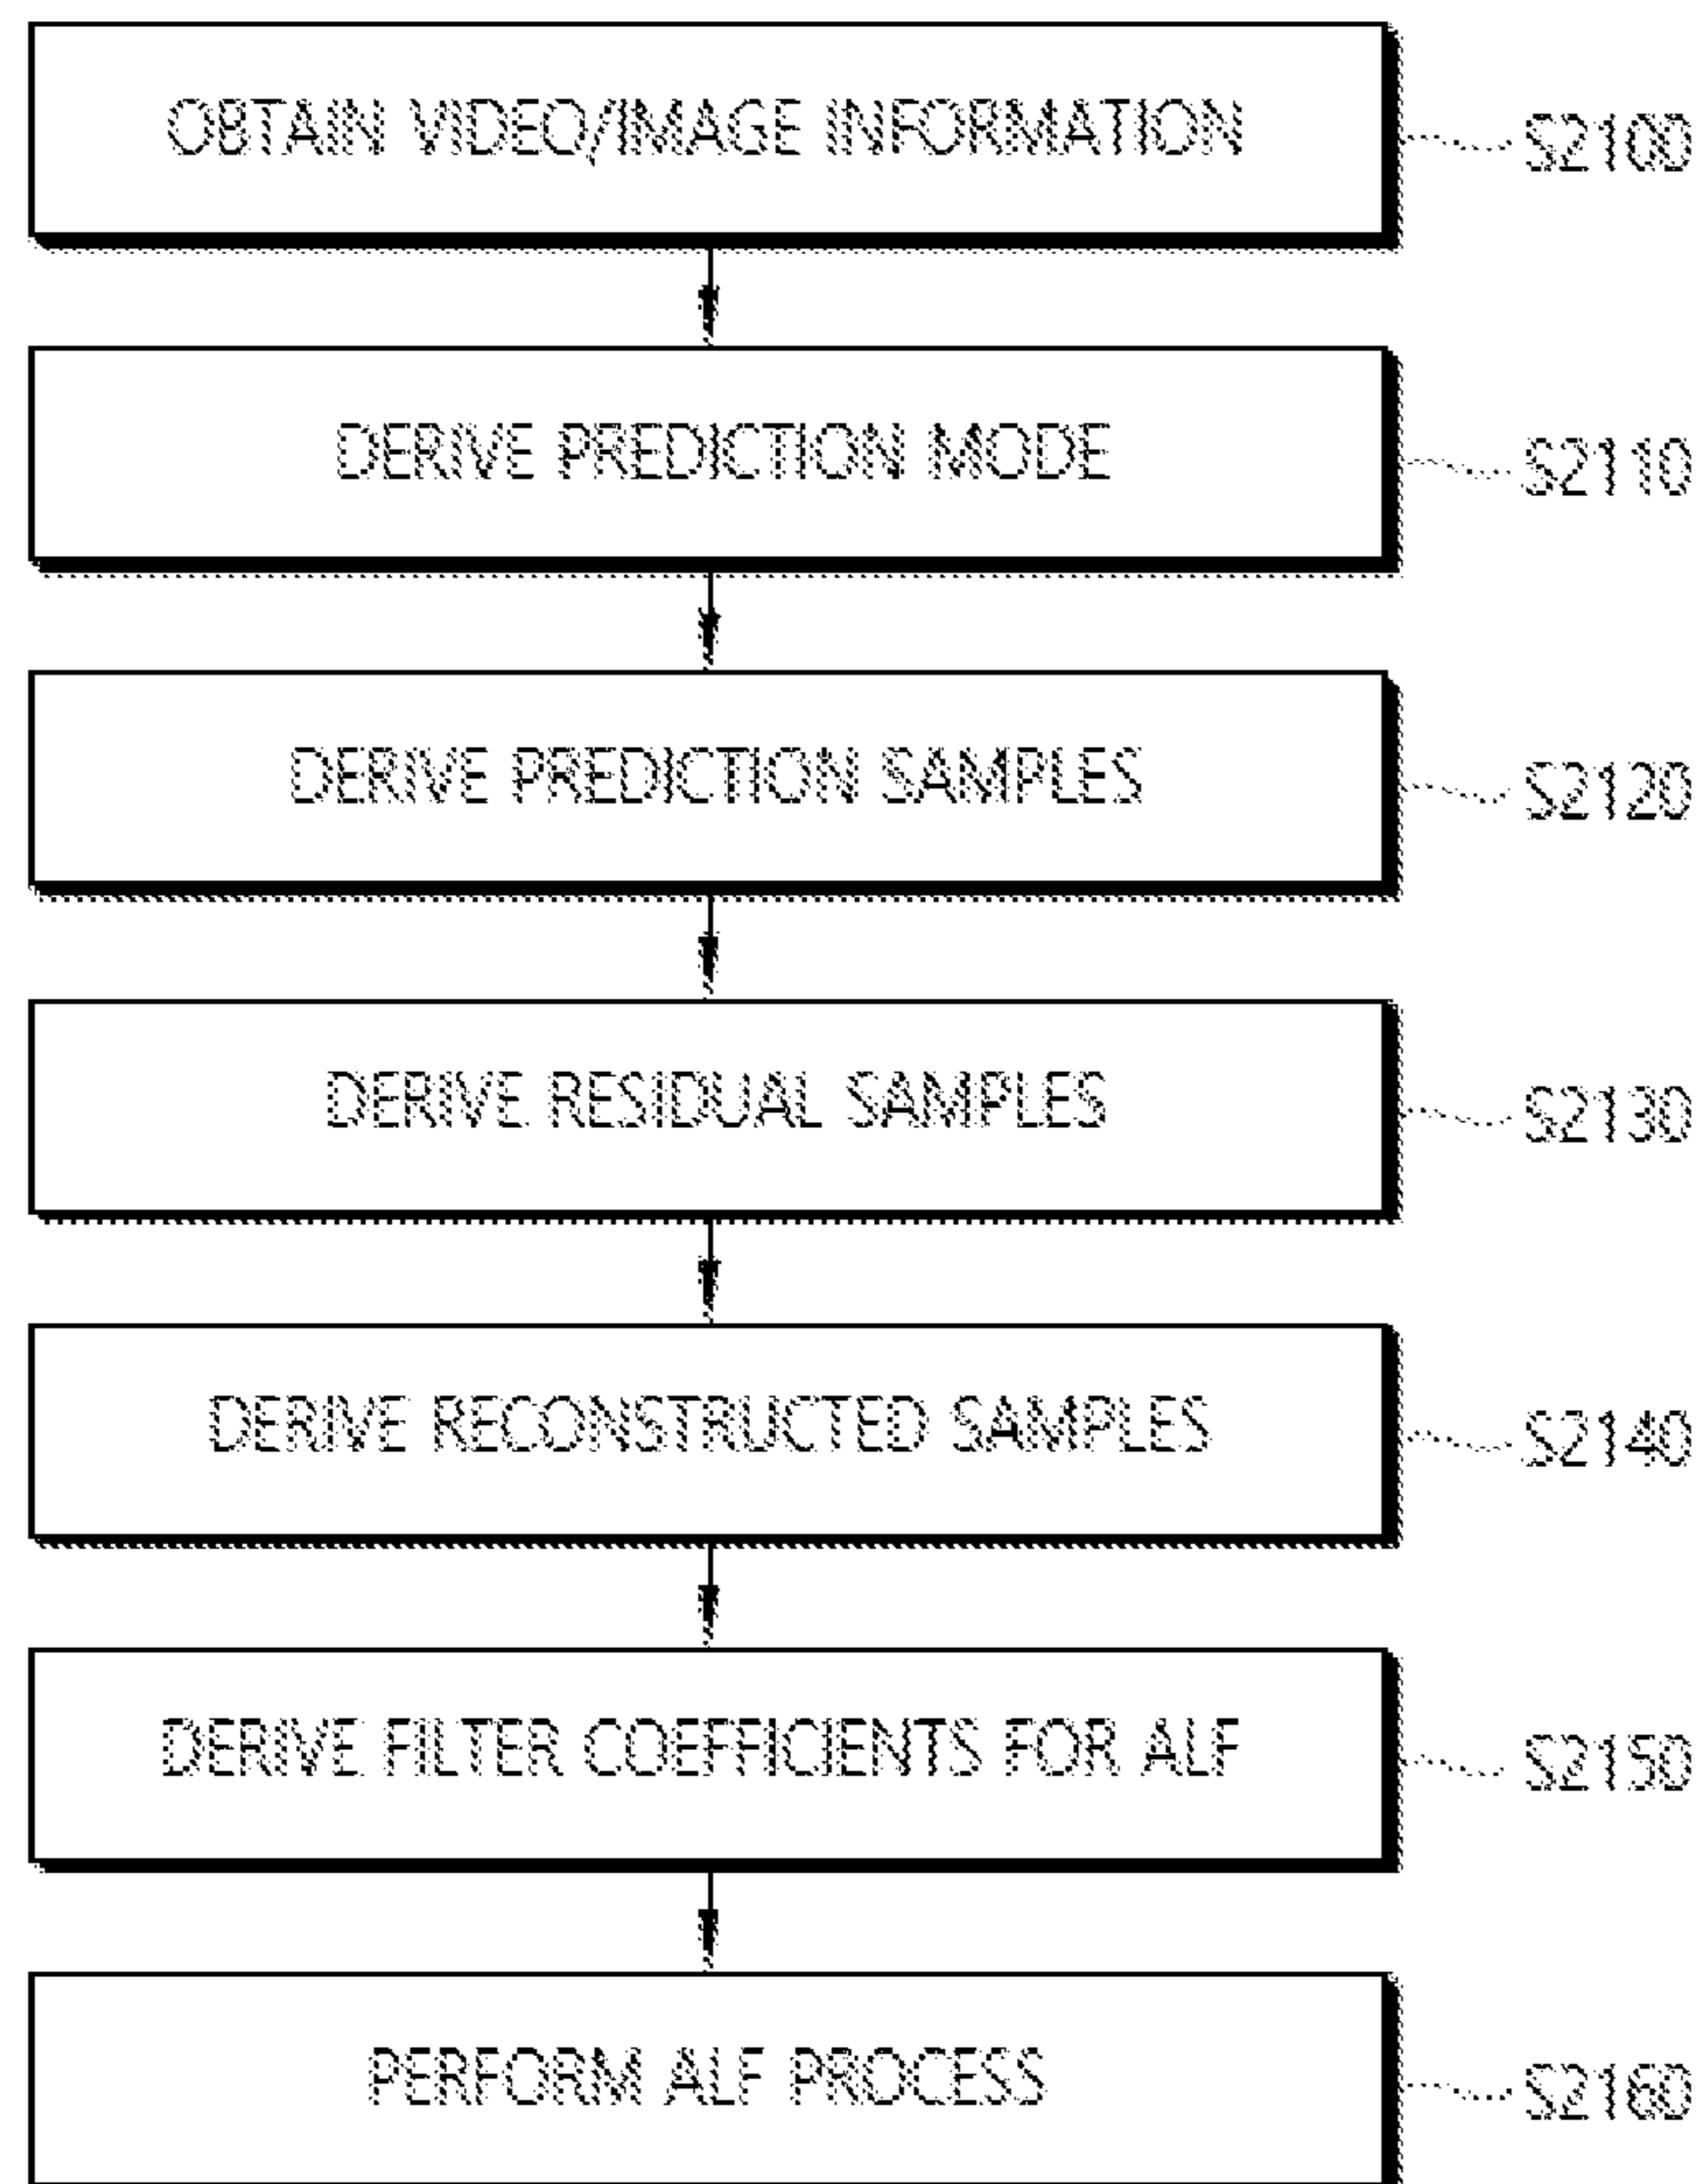 OBTAIN VIDEO/IMAGE INFORMATION
S2100
DERIVE PREDICTION MODE
S2110
DERIVE PREDICTION SAMPLES
S2120
DERIVE RESIDUAL SAMPLES
S2130
DERIVE RECONSTRUCTED SAMPLES
S2140
DERIVE FILTER COEFFICIENTS FOR ALF
S2150
PERFORM ALF PROCESS
S2160